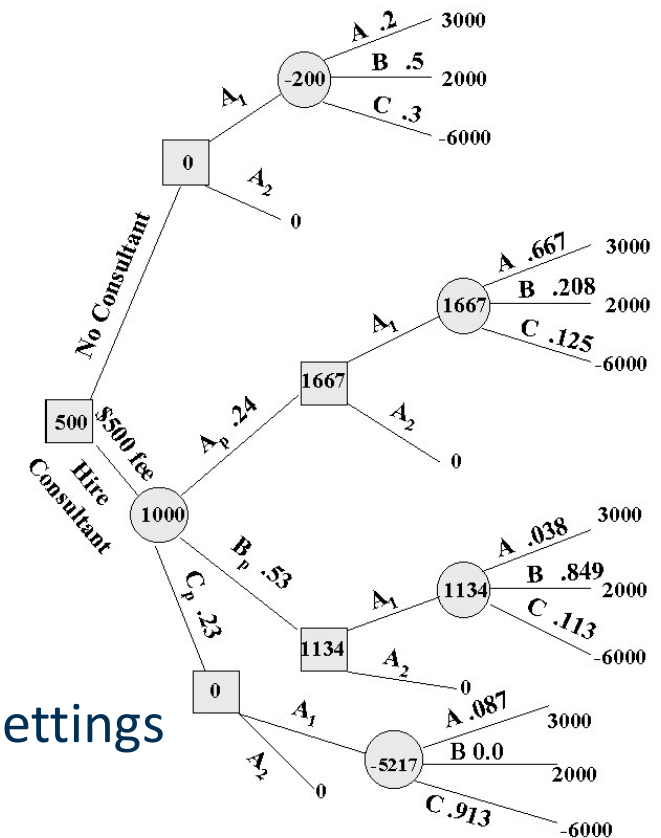 A .2
3000
-200
B .5
2000
A1
C .3
-6000
0
A2
0
No Consultant
A .667
3000
1667
B .208
2000
A1
C .125
-6000
1667
A2
0
500
$500 fee
Hire
Consultant
Ap .24
1000
Bp .53
Cp .23
A .038
3000
1134
B .849
2000
A1
C .113
-6000
1134
A2
0
0
A1
A .087
3000
-5217
B 0.0
2000
A2
0
C .913
-6000
ettings